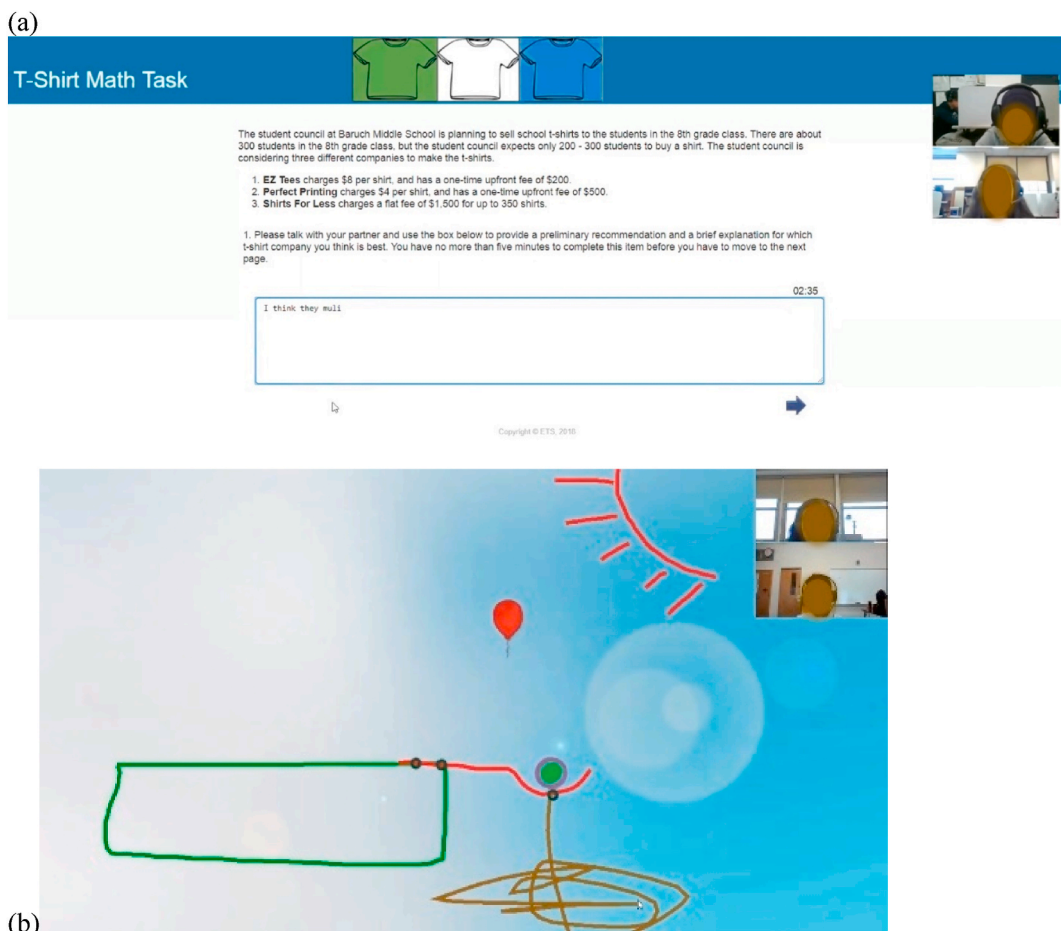 (a)
T-Shirt Math Task
The student council at Baruch Middle School is planning to sell school t-shirts to the students in the 8th grade class. There are about
300 students in the 8th grade class, but the student council expects only 200 - 300 students to buy a shirt. The student council is
considering three different companies to make the t-shirts.
1. EZ Tees charges $8 per shirt, and has a one-time upfront fee of $200.
2. Perfect Printing charges $4 per shirt, and has a one-time upfront fee of $500.
3. Shirts For Less charges a flat fee of $1,500 for up to 350 shirts.
1. Please talk with your partner and use the box below to provide a preliminary recommendation and a brief explanation for which
t-shirt company you think is best. You have no more than five minutes to complete this item before you have to move to the next
page.
02:35
I think they muli
Copyright © ETS, 2016
(b)